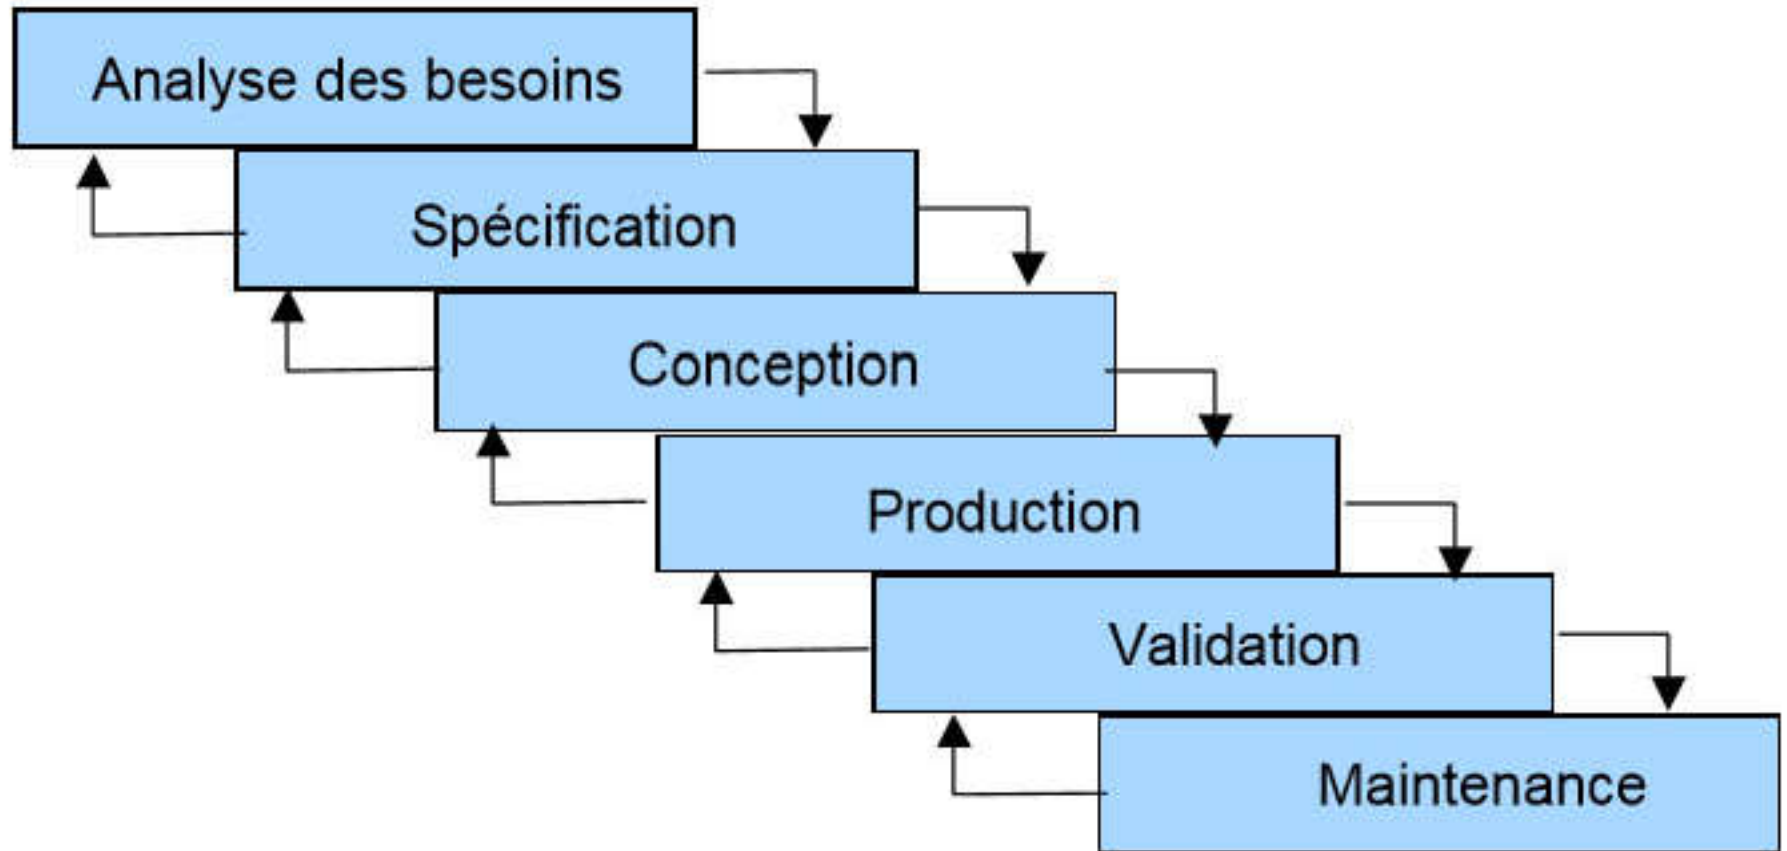 Analyse des besoins
Spécification
Conception
Production
Validation
Maintenance